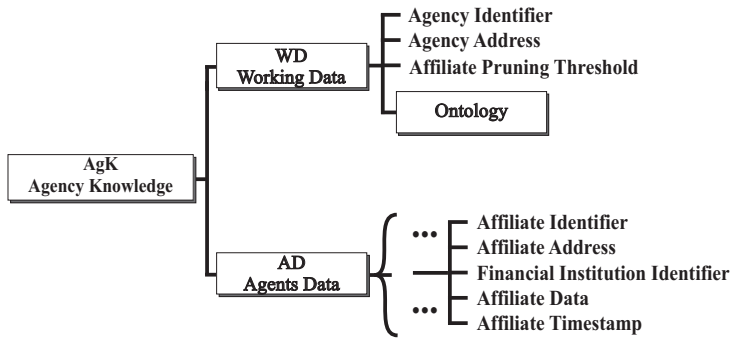 AgK
Agency Knowledge
WD
Working Data
Agency Identifier
Agency Address
Affiliate Pruning Threshold
Ontology
AD
Agents Data
...
...
Affiliate Identifier
Affiliate Address
Financial Institution Identifier
Affiliate Data
Affiliate Timestamp